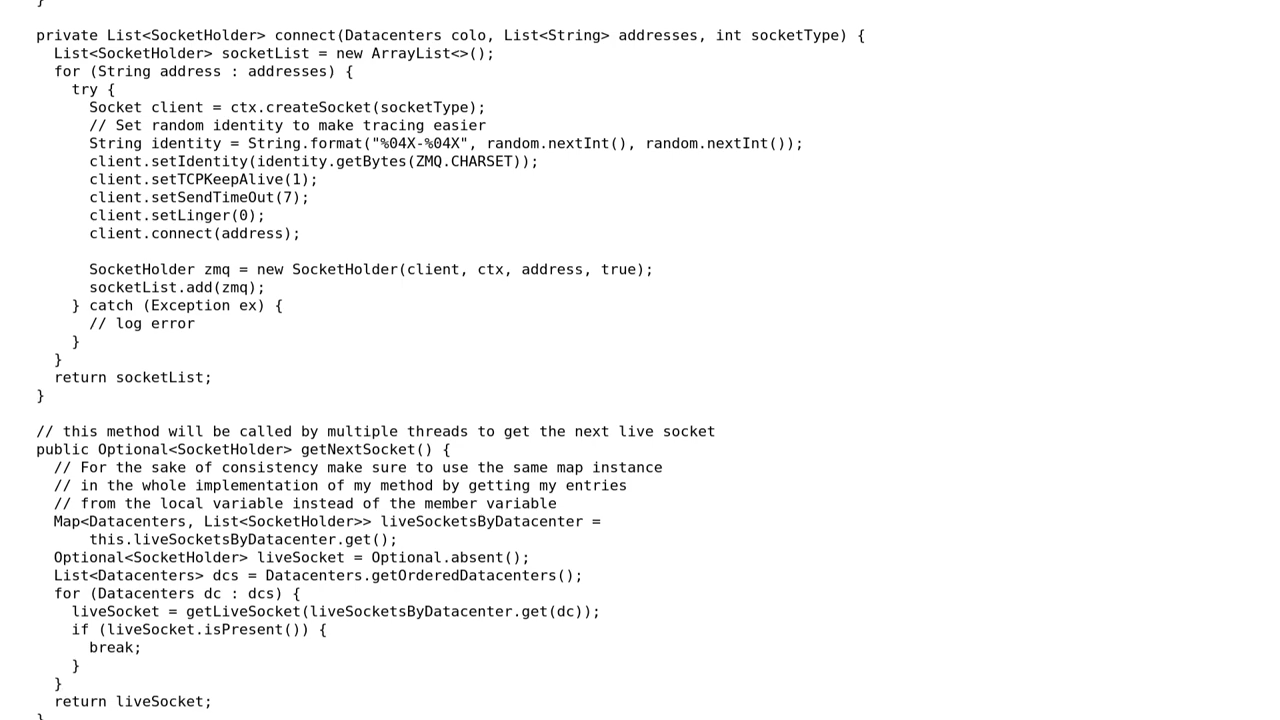 }
private List<SocketHolder> connect(Datacenters colo, List<String> addresses, int socketType) {
  List<SocketHolder> socketList = new ArrayList<>();
  for (String address : addresses) {
    try {
      Socket client = ctx.createSocket(socketType);
      // Set random identity to make tracing easier
      String identity = String.format("%04X-%04X", random.nextInt(), random.nextInt());
      client.setIdentity(identity.getBytes(ZMQ.CHARSET));
      client.setTCPKeepAlive(1);
      client.setSendTimeOut(7);
      client.setLinger(0);
      client.connect(address);

      SocketHolder zmq = new SocketHolder(client, ctx, address, true);
      socketList.add(zmq);
    } catch (Exception ex) {
      // log error
    }
  }
  return socketList;
}

// this method will be called by multiple threads to get the next live socket
public Optional<SocketHolder> getNextSocket() {
  // For the sake of consistency make sure to use the same map instance
  // in the whole implementation of my method by getting my entries
  // from the local variable instead of the member variable
  Map<Datacenters, List<SocketHolder>> liveSocketsByDatacenter =
      this.liveSocketsByDatacenter.get();
  Optional<SocketHolder> liveSocket = Optional.absent();
  List<Datacenters> dcs = Datacenters.getOrderedDatacenters();
  for (Datacenters dc : dcs) {
    liveSocket = getLiveSocket(liveSocketsByDatacenter.get(dc));
    if (liveSocket.isPresent()) {
      break;
    }
  }
  return liveSocket;
}